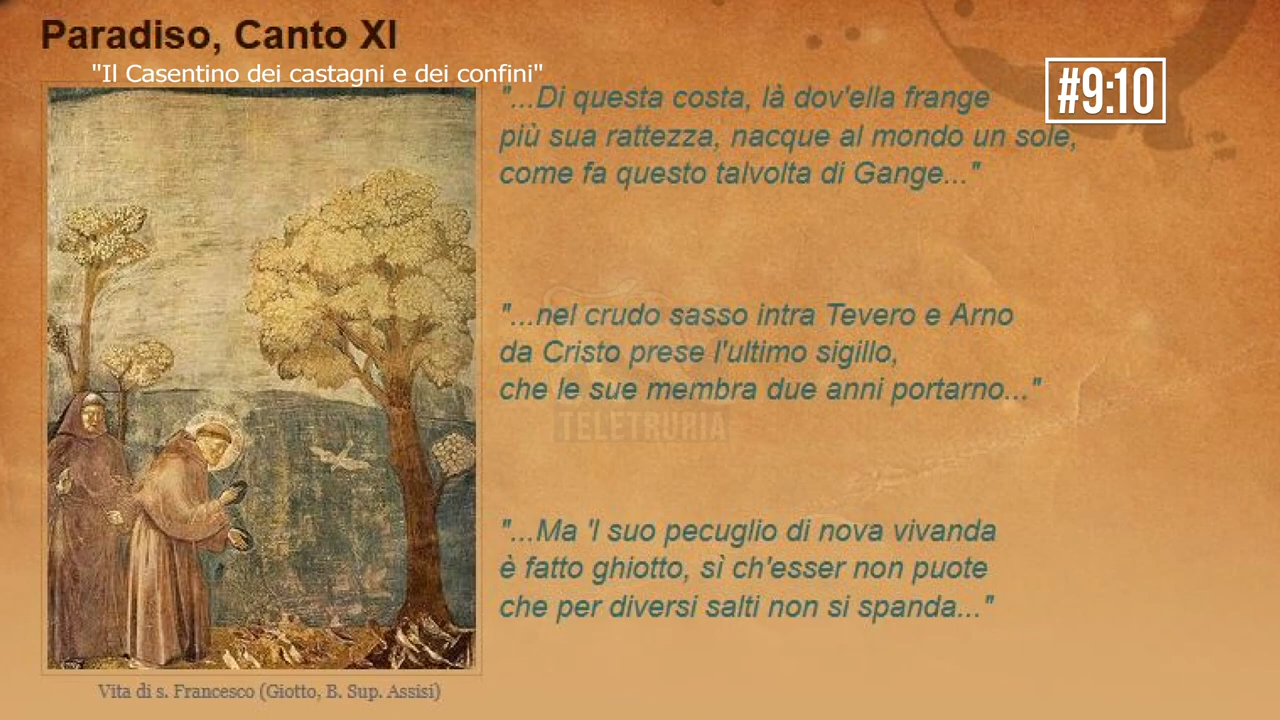 Paradiso, Canto XI
"Il Casentino dei castagni e dei confini"
#9:10
"...Di questa costa, là dov'ella frange
più sua rattezza, nacque al mondo un sole,
come fa questo talvolta di Gange..."
"...nel crudo sasso intra Tevero e Arno
da Cristo prese l'ultimo sigillo,
che le sue membra due anni portarno..."
TELETRURIA
"...Ma 'l suo pecuglio di nova vivanda
è fatto ghiotto, sì ch'esser non puote
che per diversi salti non si spanda..."
Vita di s. Francesco (Giotto, B. Sup. Assisi)